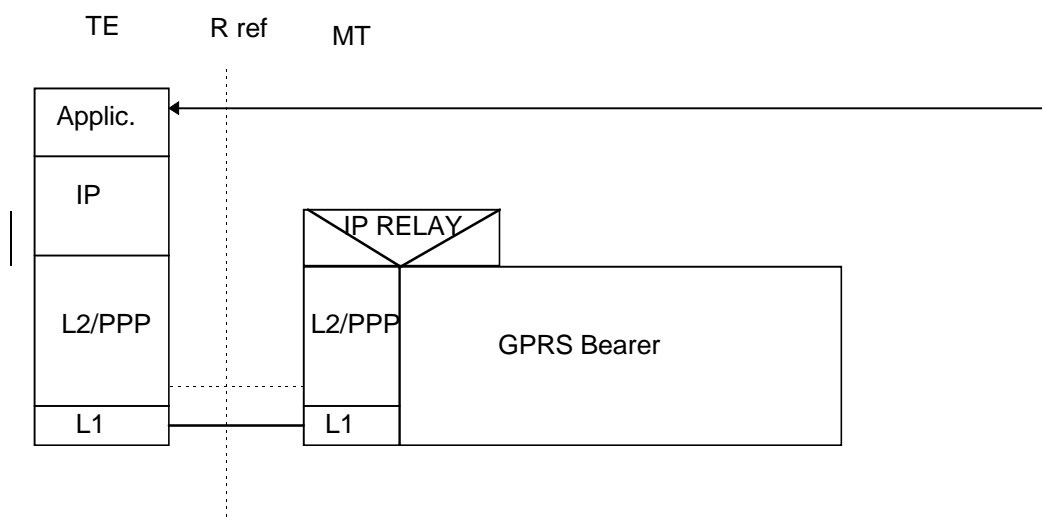 TE
R ref
MT
Applic.
IP
IP RELAY
L2/PPP
L2/PPP
GPRS Bearer
L1
L1